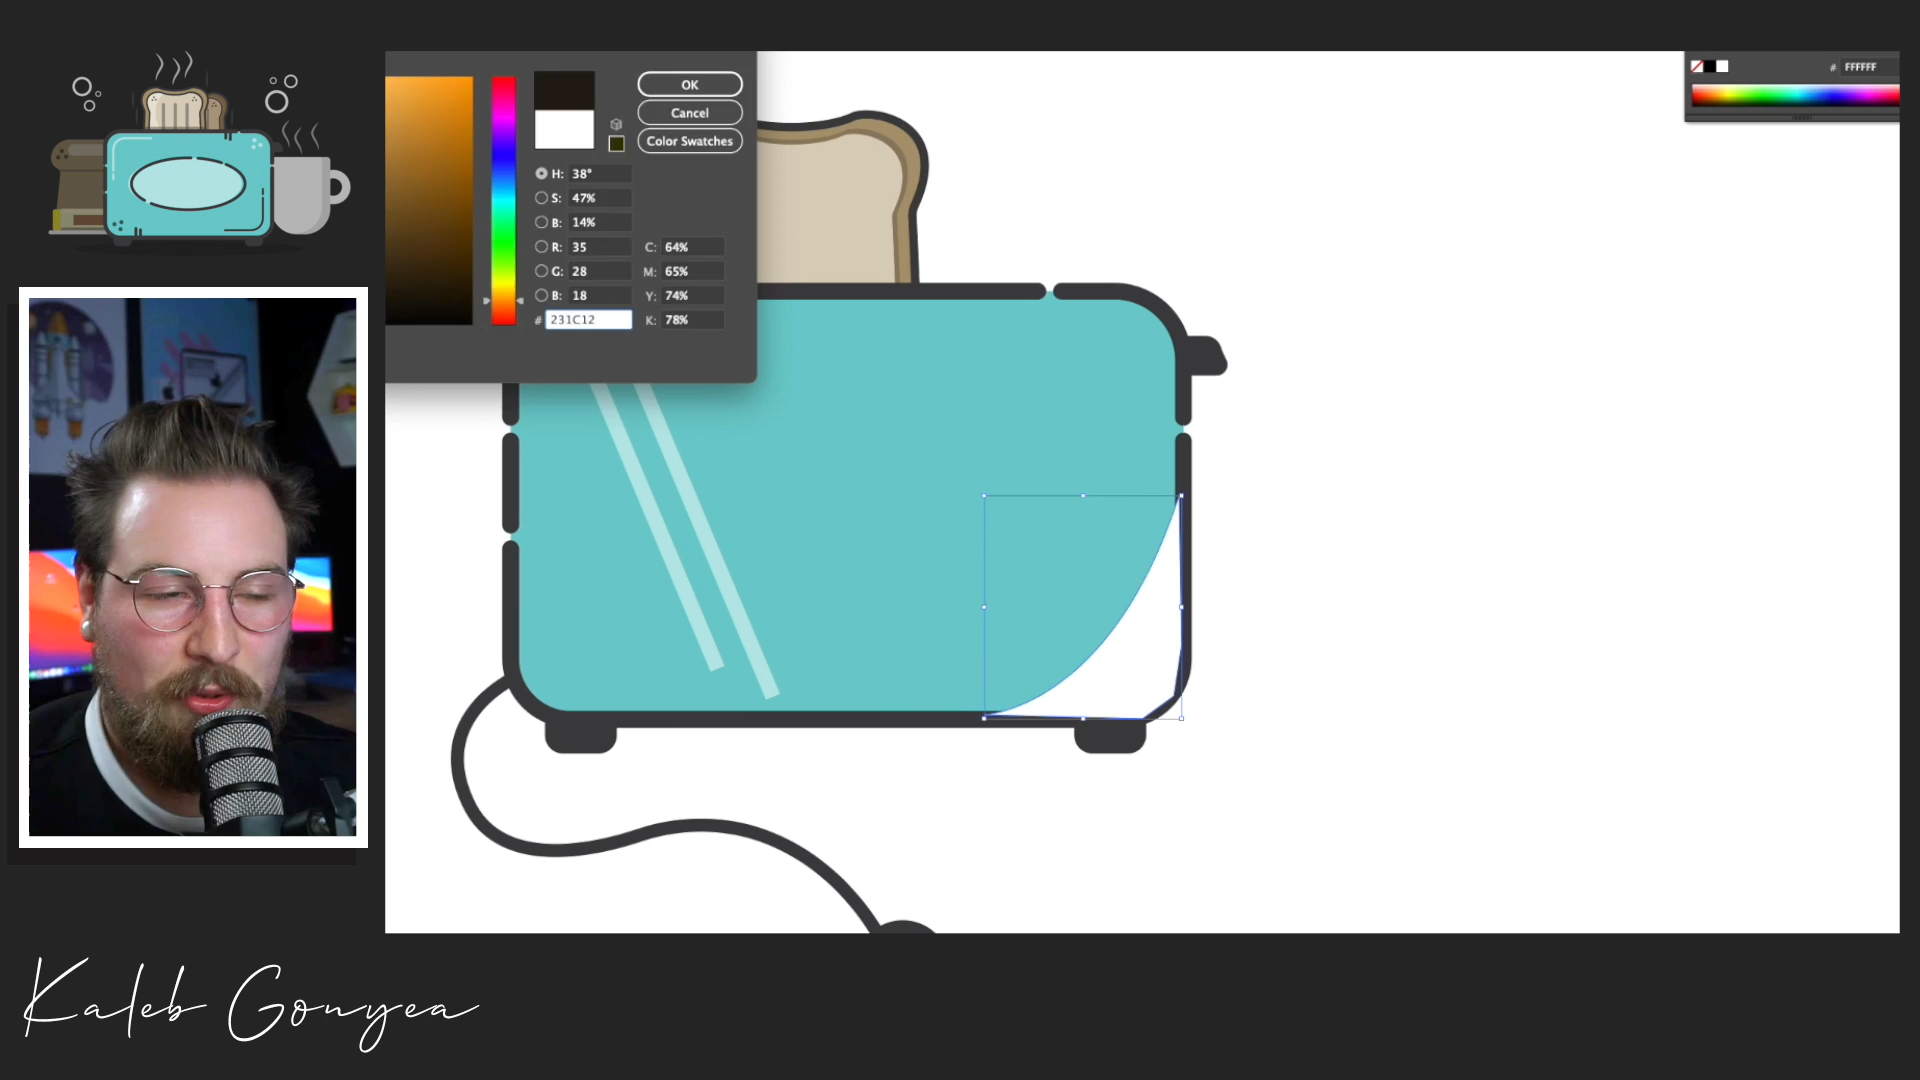 OK
Cancel
Color Swatches
H: 38°
S: 47%
B: 14%
R: 35 C: 64%
G: 28 M: 65%
B: 18 Y: 74%
# 231C12 K: 78%
# FFFFFF
Kaleb Gonyea